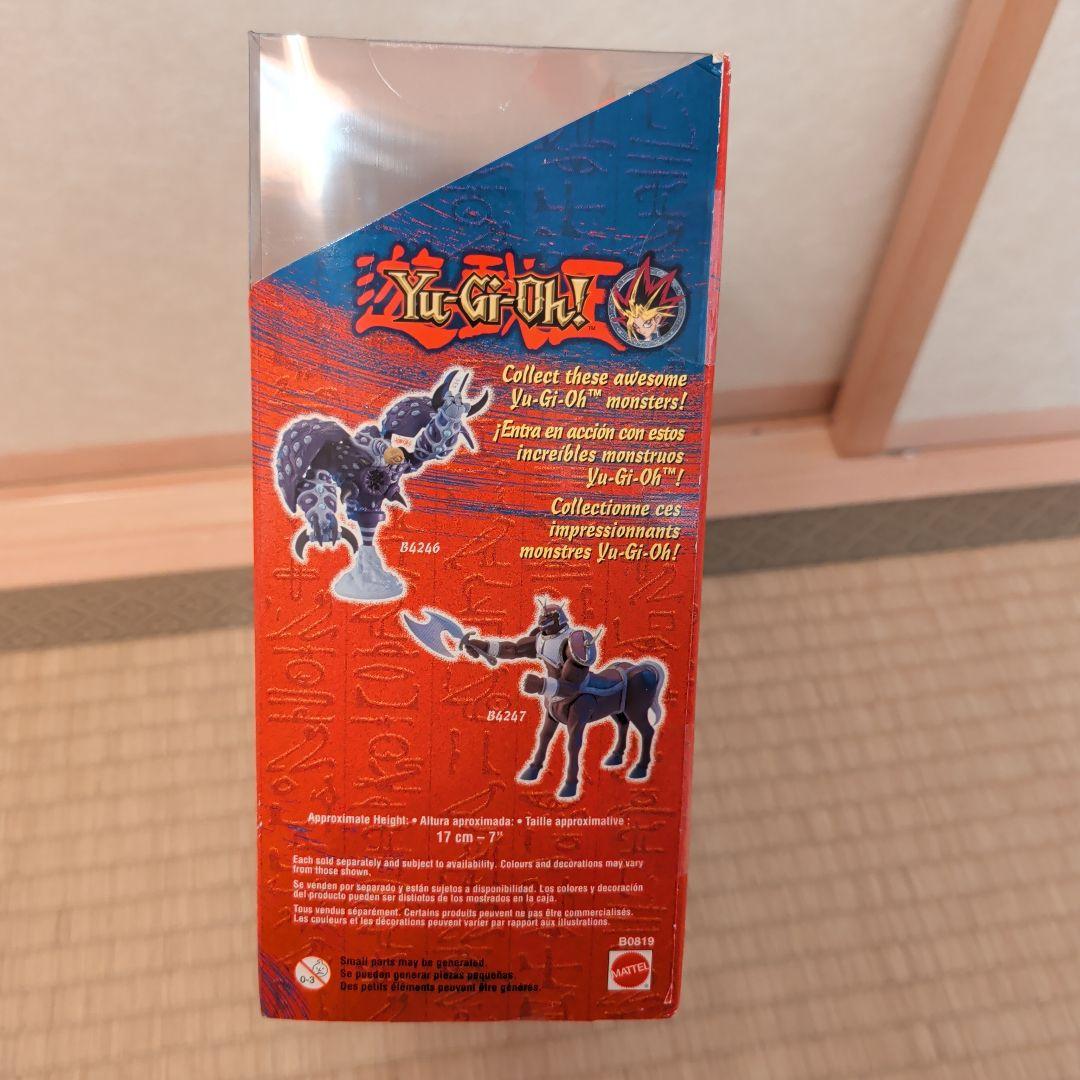 遊戯王
Yu-Gi-Oh!™
Collect these awesome
Yu-Gi-Oh™ monsters!
¡Entra en acción con estos
increíbles monstruos
Yu-Gi-Oh™!
Collectionne ces
impressionnants
monstres Yu-Gi-Oh!
B4246
B4247
Approximate Height: • Altura aproximada: • Taille approximative :
17 cm – 7"
Each sold separately and subject to availability. Colours and decorations may vary
from those shown.
Se venden por separado y están sujetos a disponibilidad. Los colores y decoración
del producto pueden ser distintos de los mostrados en la caja.
Tous vendus séparément. Certains produits peuvent ne pas être commercialisés.
Les couleurs et les décorations peuvent varier par rapport aux illustrations.
B0819
MATTEL
0-3
Small parts may be generated.
Se pueden generar piezas pequeñas.
Des petits éléments peuvent être générés.